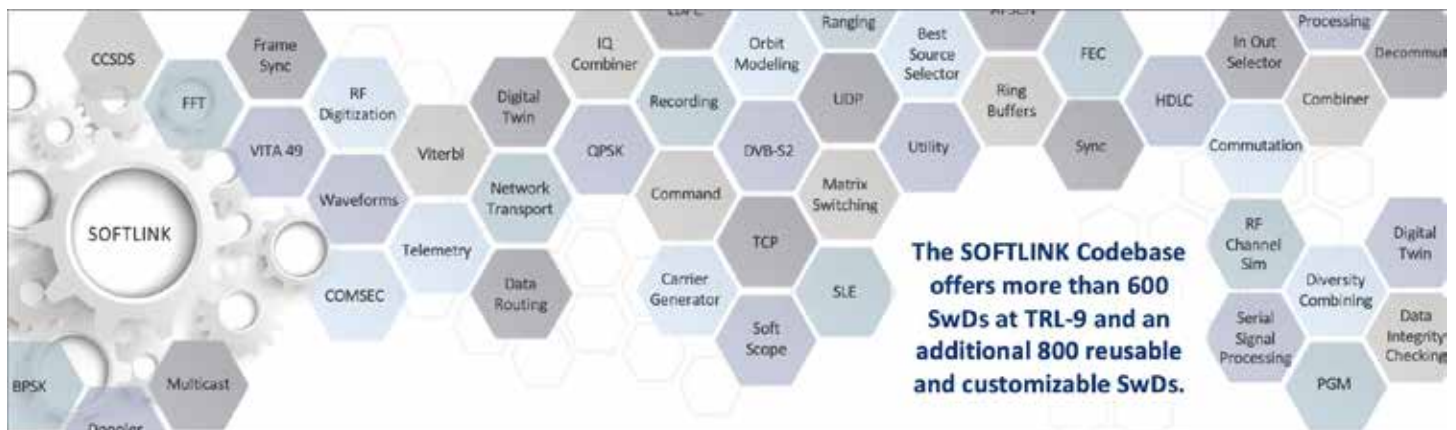 CCSDS
FFT
Frame
Sync
VITA 49
RF
Digitization
Waveforms
COMSEC
Viterbi
Telemetry
Digital
Twin
Network
Transport
Data
Routing
IQ
Combiner
QPSK
Recording
Command
Carrier
Generator
Orbit
Modeling
DVB-S2
TCP
Soft
Scope
Ranging
UDP
Matrix
Switching
SLE
Best
Source
Selector
Utility
Ring
Buffers
FEC
Sync
HDLC
In Out
Selector
Commutation
Processing
Combiner
Decommut
SOFTLINK
The SOFTLINK Codebase
offers more than 600
SwDs at TRL-9 and an
additional 800 reusable
and customizable SwDs.
RF
Channel
Sim
Serial
Signal
Processing
Diversity
Combining
PGM
Digital
Twin
Data
Integrity
Checking
BPSK
Multicast
Doppler